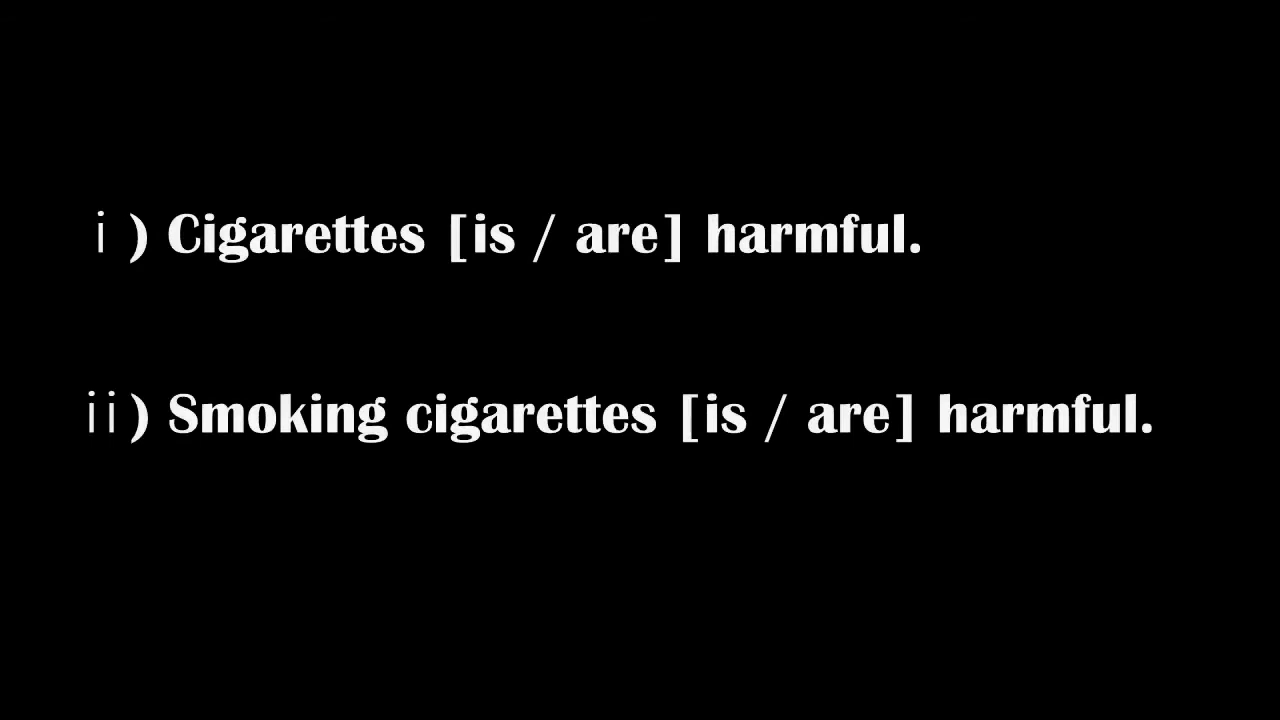 i) Cigarettes [is / are] harmful.
ii) Smoking cigarettes [is / are] harmful.